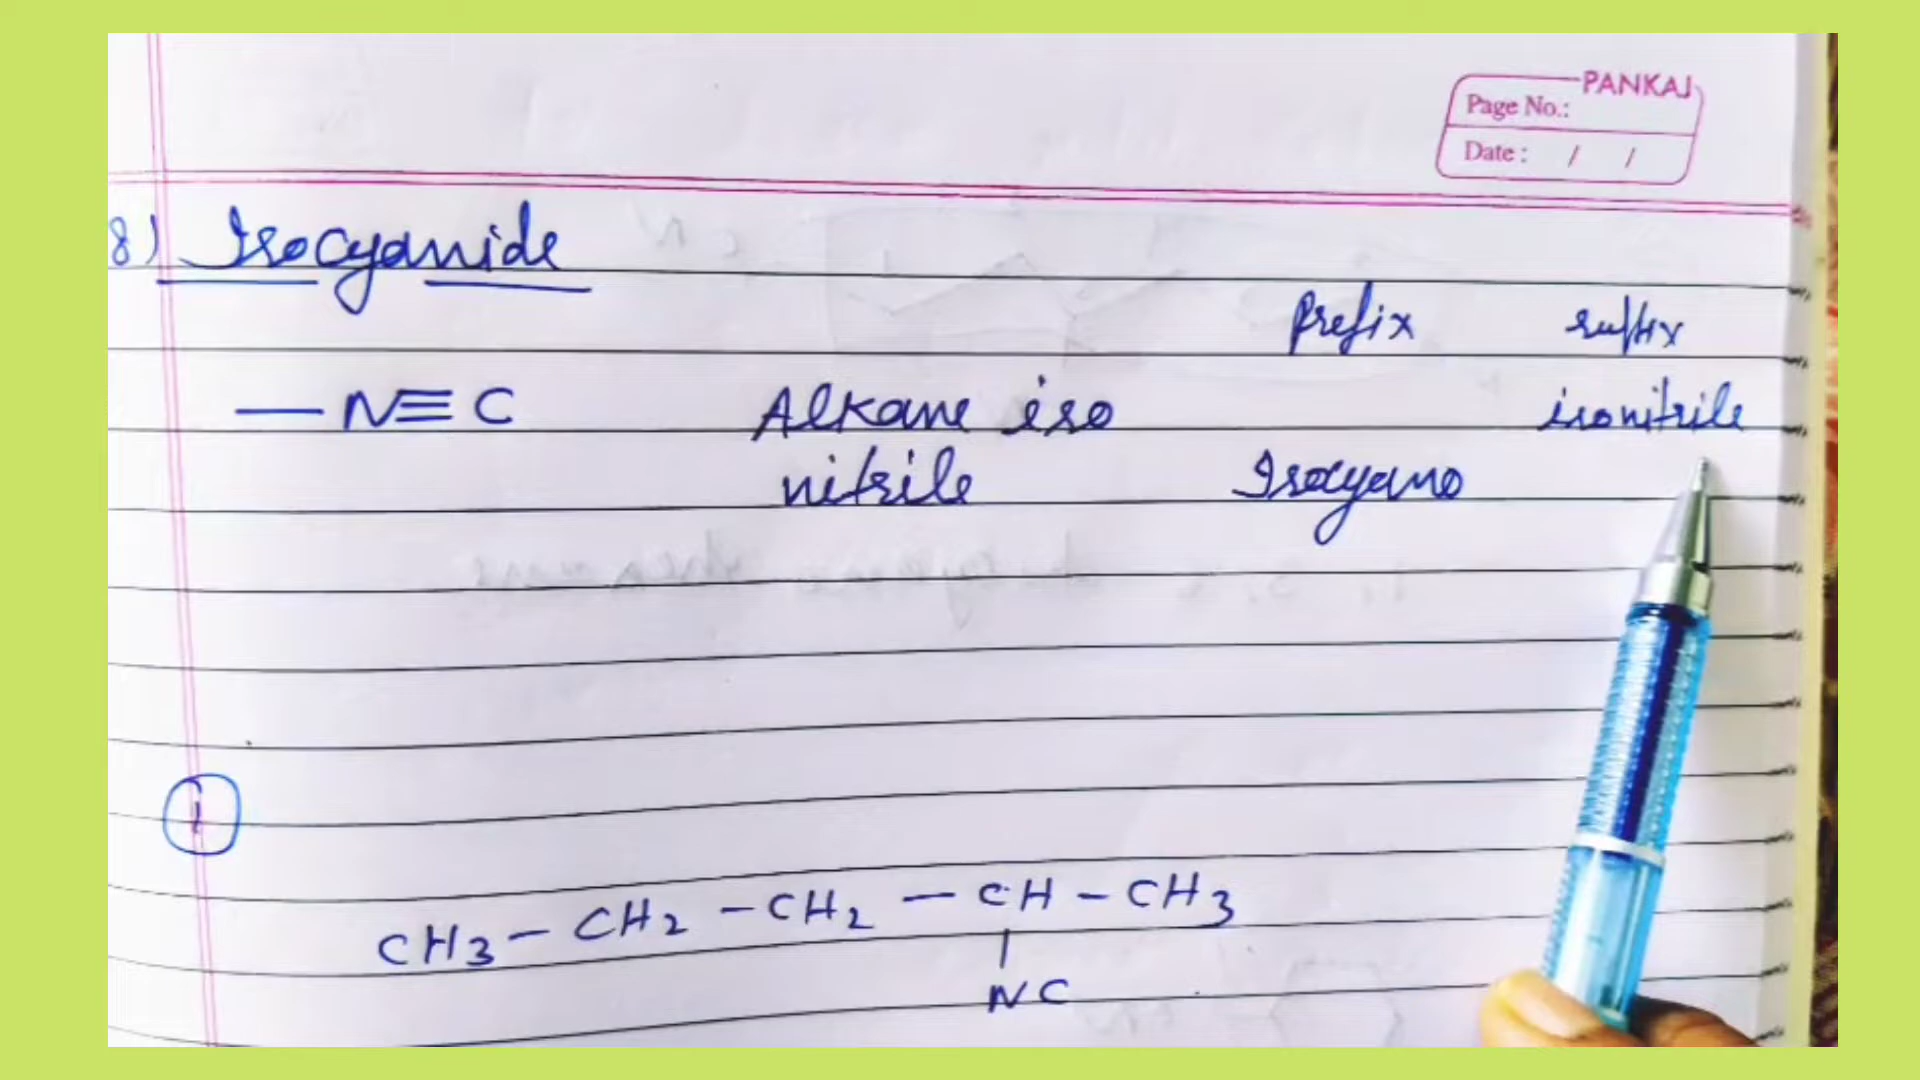 PANKAJ
Page No.:
Date : / /
8) Isocyanide
prefix suffix
—N≡C Alkane iso isonitrile
nitrile Isocyano
1
CH3 – CH2 – CH2 – CH – CH3
|
NC